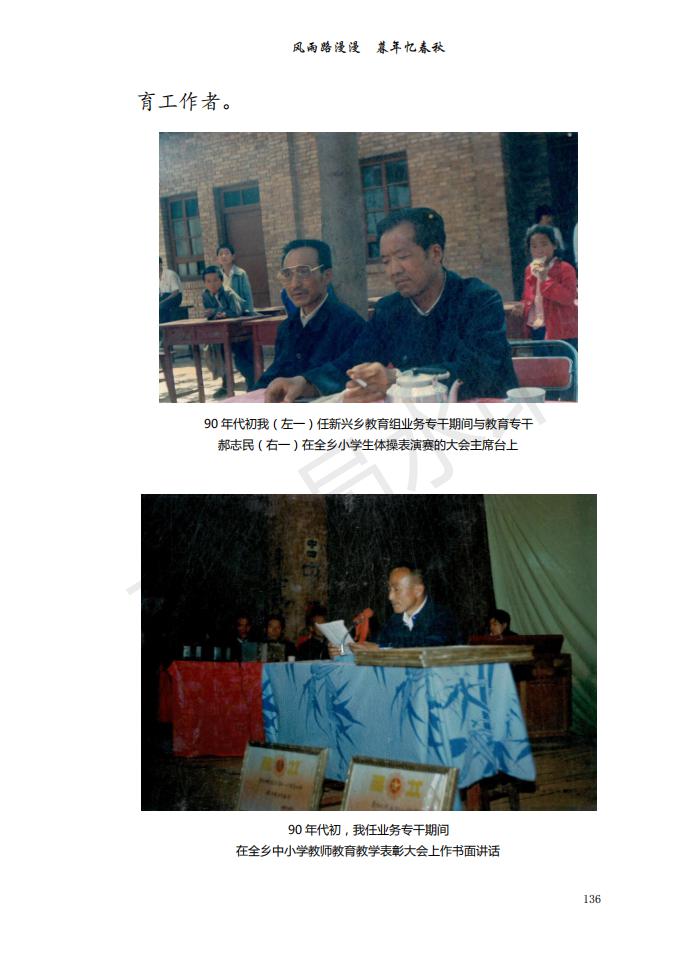 风雨路漫漫　暮年忆春秋
育工作者。
90 年代初我（左一）任新兴乡教育组业务专干期间与教育专干
郝志民（右一）在全乡小学生体操表演赛的大会主席台上
90 年代初，我任业务专干期间
在全乡中小学教师教育教学表彰大会上作书面讲话
136